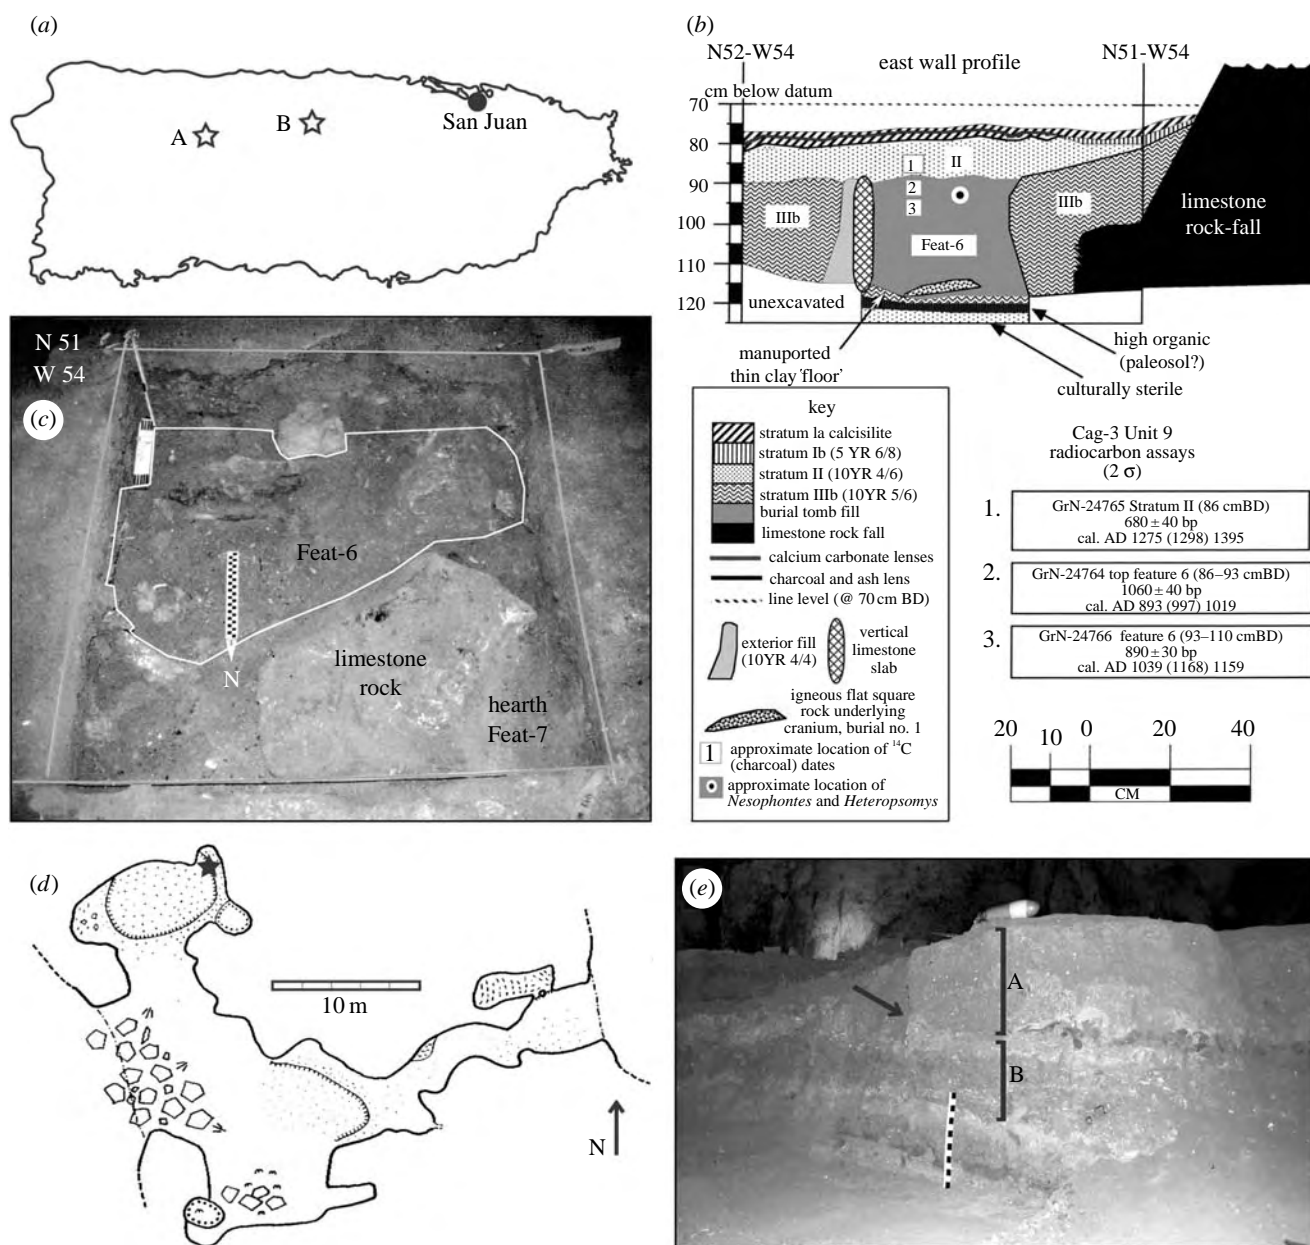 (a)
A
B
San Juan
(b)
N52-W54
N51-W54
east wall profile
cm below datum
70
80
90
100
110
120
1
II
2
3
IIIb
IIIb
Feat-6
limestone
rock-fall
unexcavated
manuported
thin clay 'floor'
high organic
(paleosol?)
culturally sterile
key
stratum Ia calcisilite
stratum Ib (5 YR 6/8)
stratum II (10YR 4/6)
stratum IIIb (10YR 5/6)
burial tomb fill
limestone rock fall
calcium carbonate lenses
charcoal and ash lens
line level (@ 70 cm BD)
exterior fill
(10YR 4/4)
vertical
limestone
slab
igneous flat square
rock underlying
cranium, burial no. 1
1 approximate location of ¹⁴C
(charcoal) dates
approximate location of
Nesophontes and Heteropsomys
Cag-3 Unit 9
radiocarbon assays
(2 σ)
1. GrN-24765 Stratum II (86 cmBD)
680 ± 40 bp
cal. AD 1275 (1298) 1395
2. GrN-24764 top feature 6 (86–93 cmBD)
1060 ± 40 bp
cal. AD 893 (997) 1019
3. GrN-24766 feature 6 (93–110 cmBD)
890 ± 30 bp
cal. AD 1039 (1168) 1159
20 10 0 20 40
CM
N 51
W 54
(c)
Feat-6
N
limestone
rock
hearth
Feat-7
(d)
10 m
N
(e)
A
B